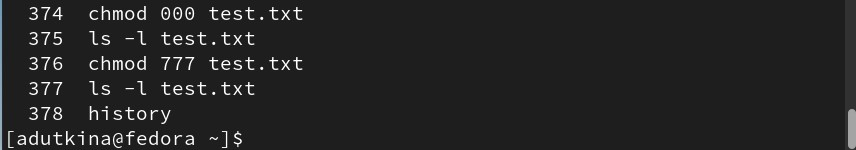 374  chmod 000 test.txt
375  ls -l test.txt
376  chmod 777 test.txt
377  ls -l test.txt
378  history
[adutkina@fedora ~]$